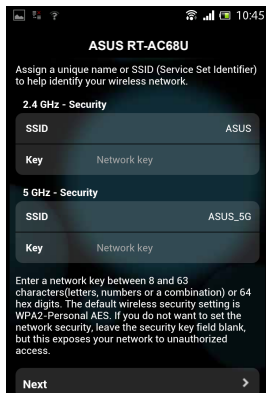 10:45
ASUS RT-AC68U
Assign a unique name or SSID (Service Set Identifier)
to help identify your wireless network.
2.4 GHz - Security
SSID ASUS
Key Network key
5 GHz - Security
SSID ASUS_5G
Key Network key
Enter a network key between 8 and 63
characters(letters, numbers or a combination) or 64
hex digits. The default wireless security setting is
WPA2-Personal AES. If you do not want to set the
network security, leave the security key field blank,
but this exposes your network to unauthorized
access.
Next